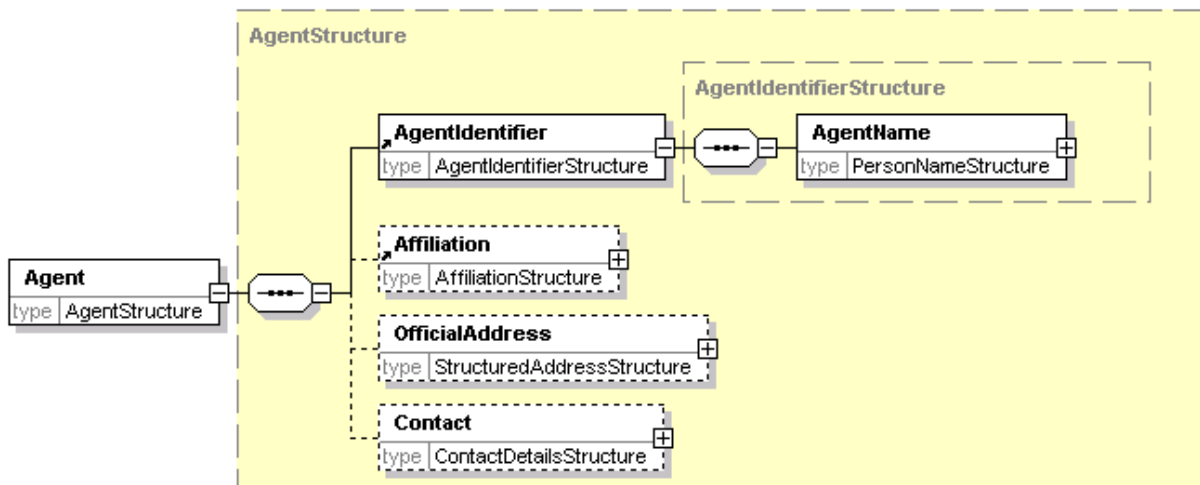 AgentStructure
AgentIdentifierStructure
AgentIdentifier
type AgentIdentifierStructure
AgentName
type PersonNameStructure
Affiliation
type AffiliationStructure
Agent
type AgentStructure
OfficialAddress
type StructuredAddressStructure
Contact
type ContactDetailsStructure